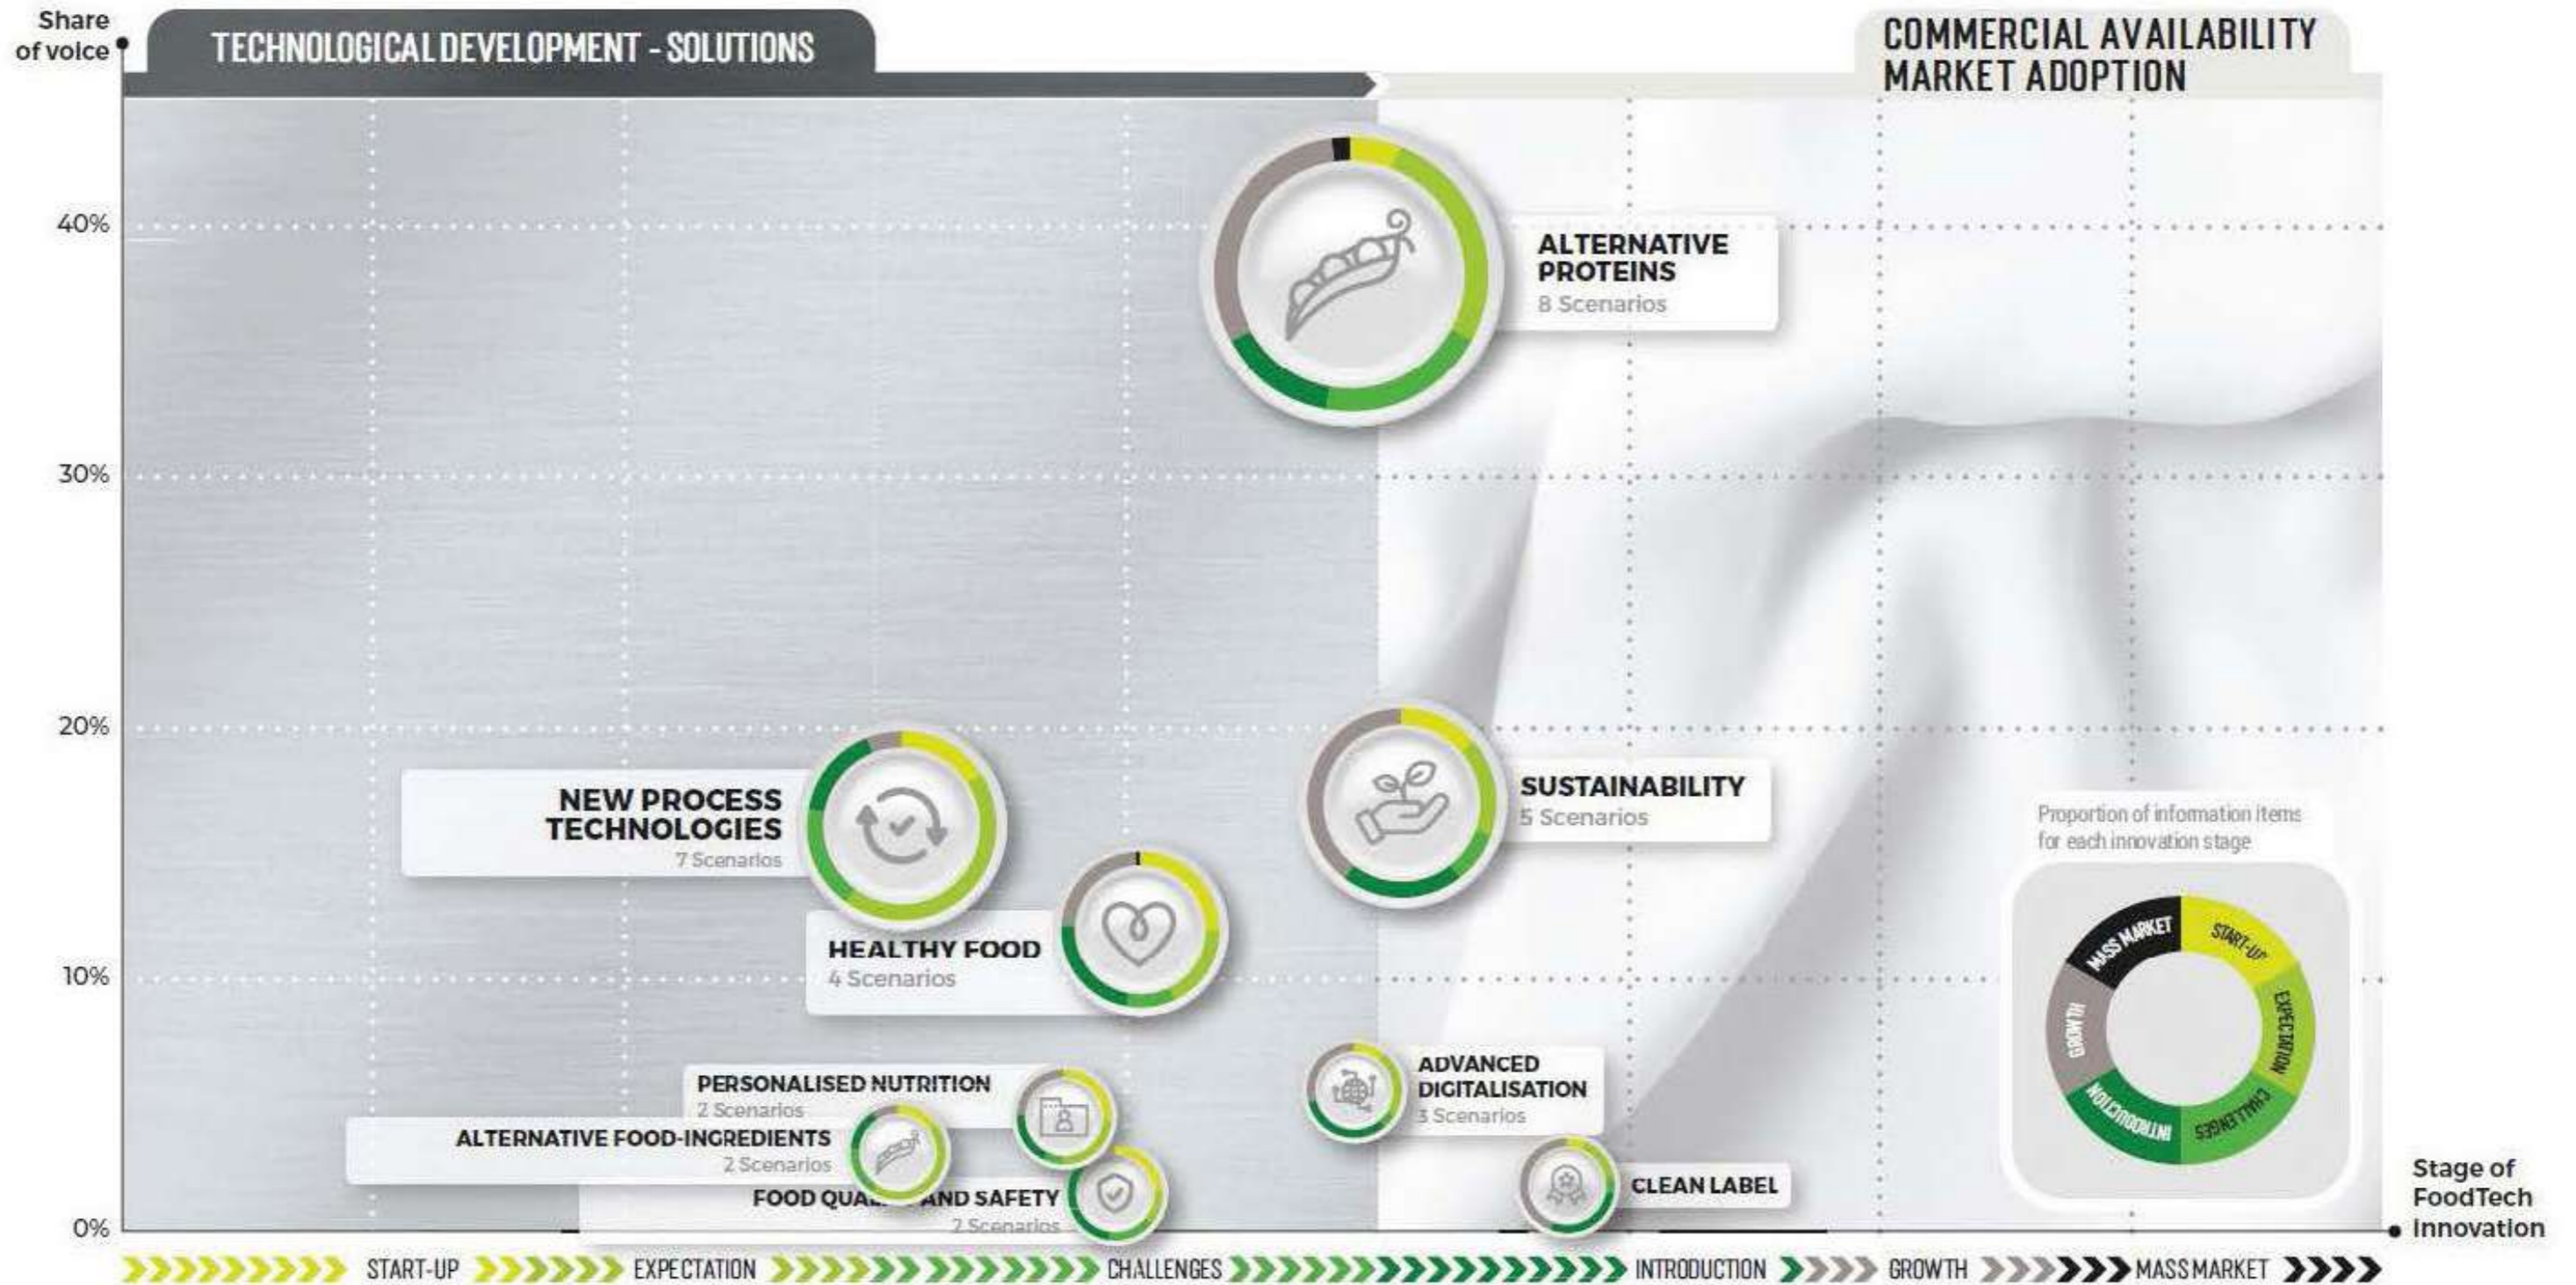 Share
of voice
TECHNOLOGICAL DEVELOPMENT - SOLUTIONS
COMMERCIAL AVAILABILITY
MARKET ADOPTION
40%
30%
20%
10%
0%
ALTERNATIVE
PROTEINS
8 Scenarios
NEW PROCESS
TECHNOLOGIES
7 Scenarios
SUSTAINABILITY
5 Scenarios
HEALTHY FOOD
4 Scenarios
PERSONALISED NUTRITION
2 Scenarios
ALTERNATIVE FOOD-INGREDIENTS
2 Scenarios
FOOD AND SAFETY
2 Scenarios
ADVANCED
DIGITALISATION
3 Scenarios
CLEAN LABEL
Proportion of information items
for each innovation stage
MASS MARKET
START-UP
EXPECTATION
CHALLENGES
INTRODUCTION
GROWTH
Stage of
FoodTech
Innovation
START-UP EXPECTATION CHALLENGES INTRODUCTION GROWTH MASS MARKET